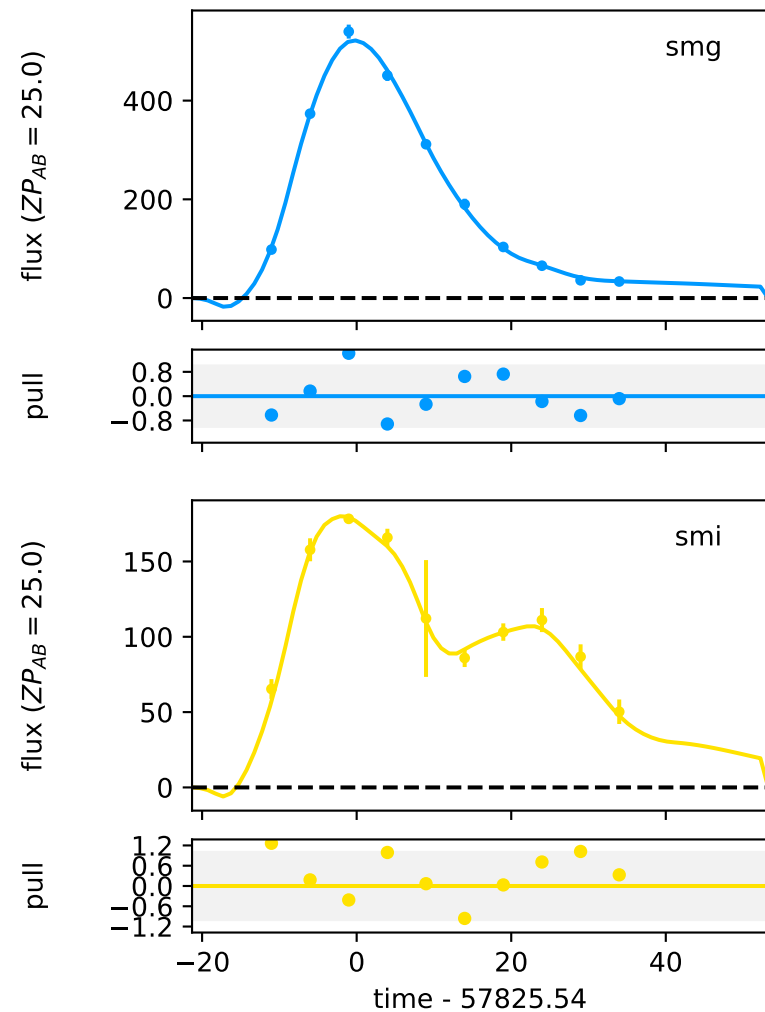 smg
flux (ZP_AB = 25.0)
400
200
0
pull
0.8
0.0
−0.8
smi
flux (ZP_AB = 25.0)
150
100
50
0
pull
1.2
0.6
0.0
−0.6
−1.2
−20 0 20 40
time - 57825.54